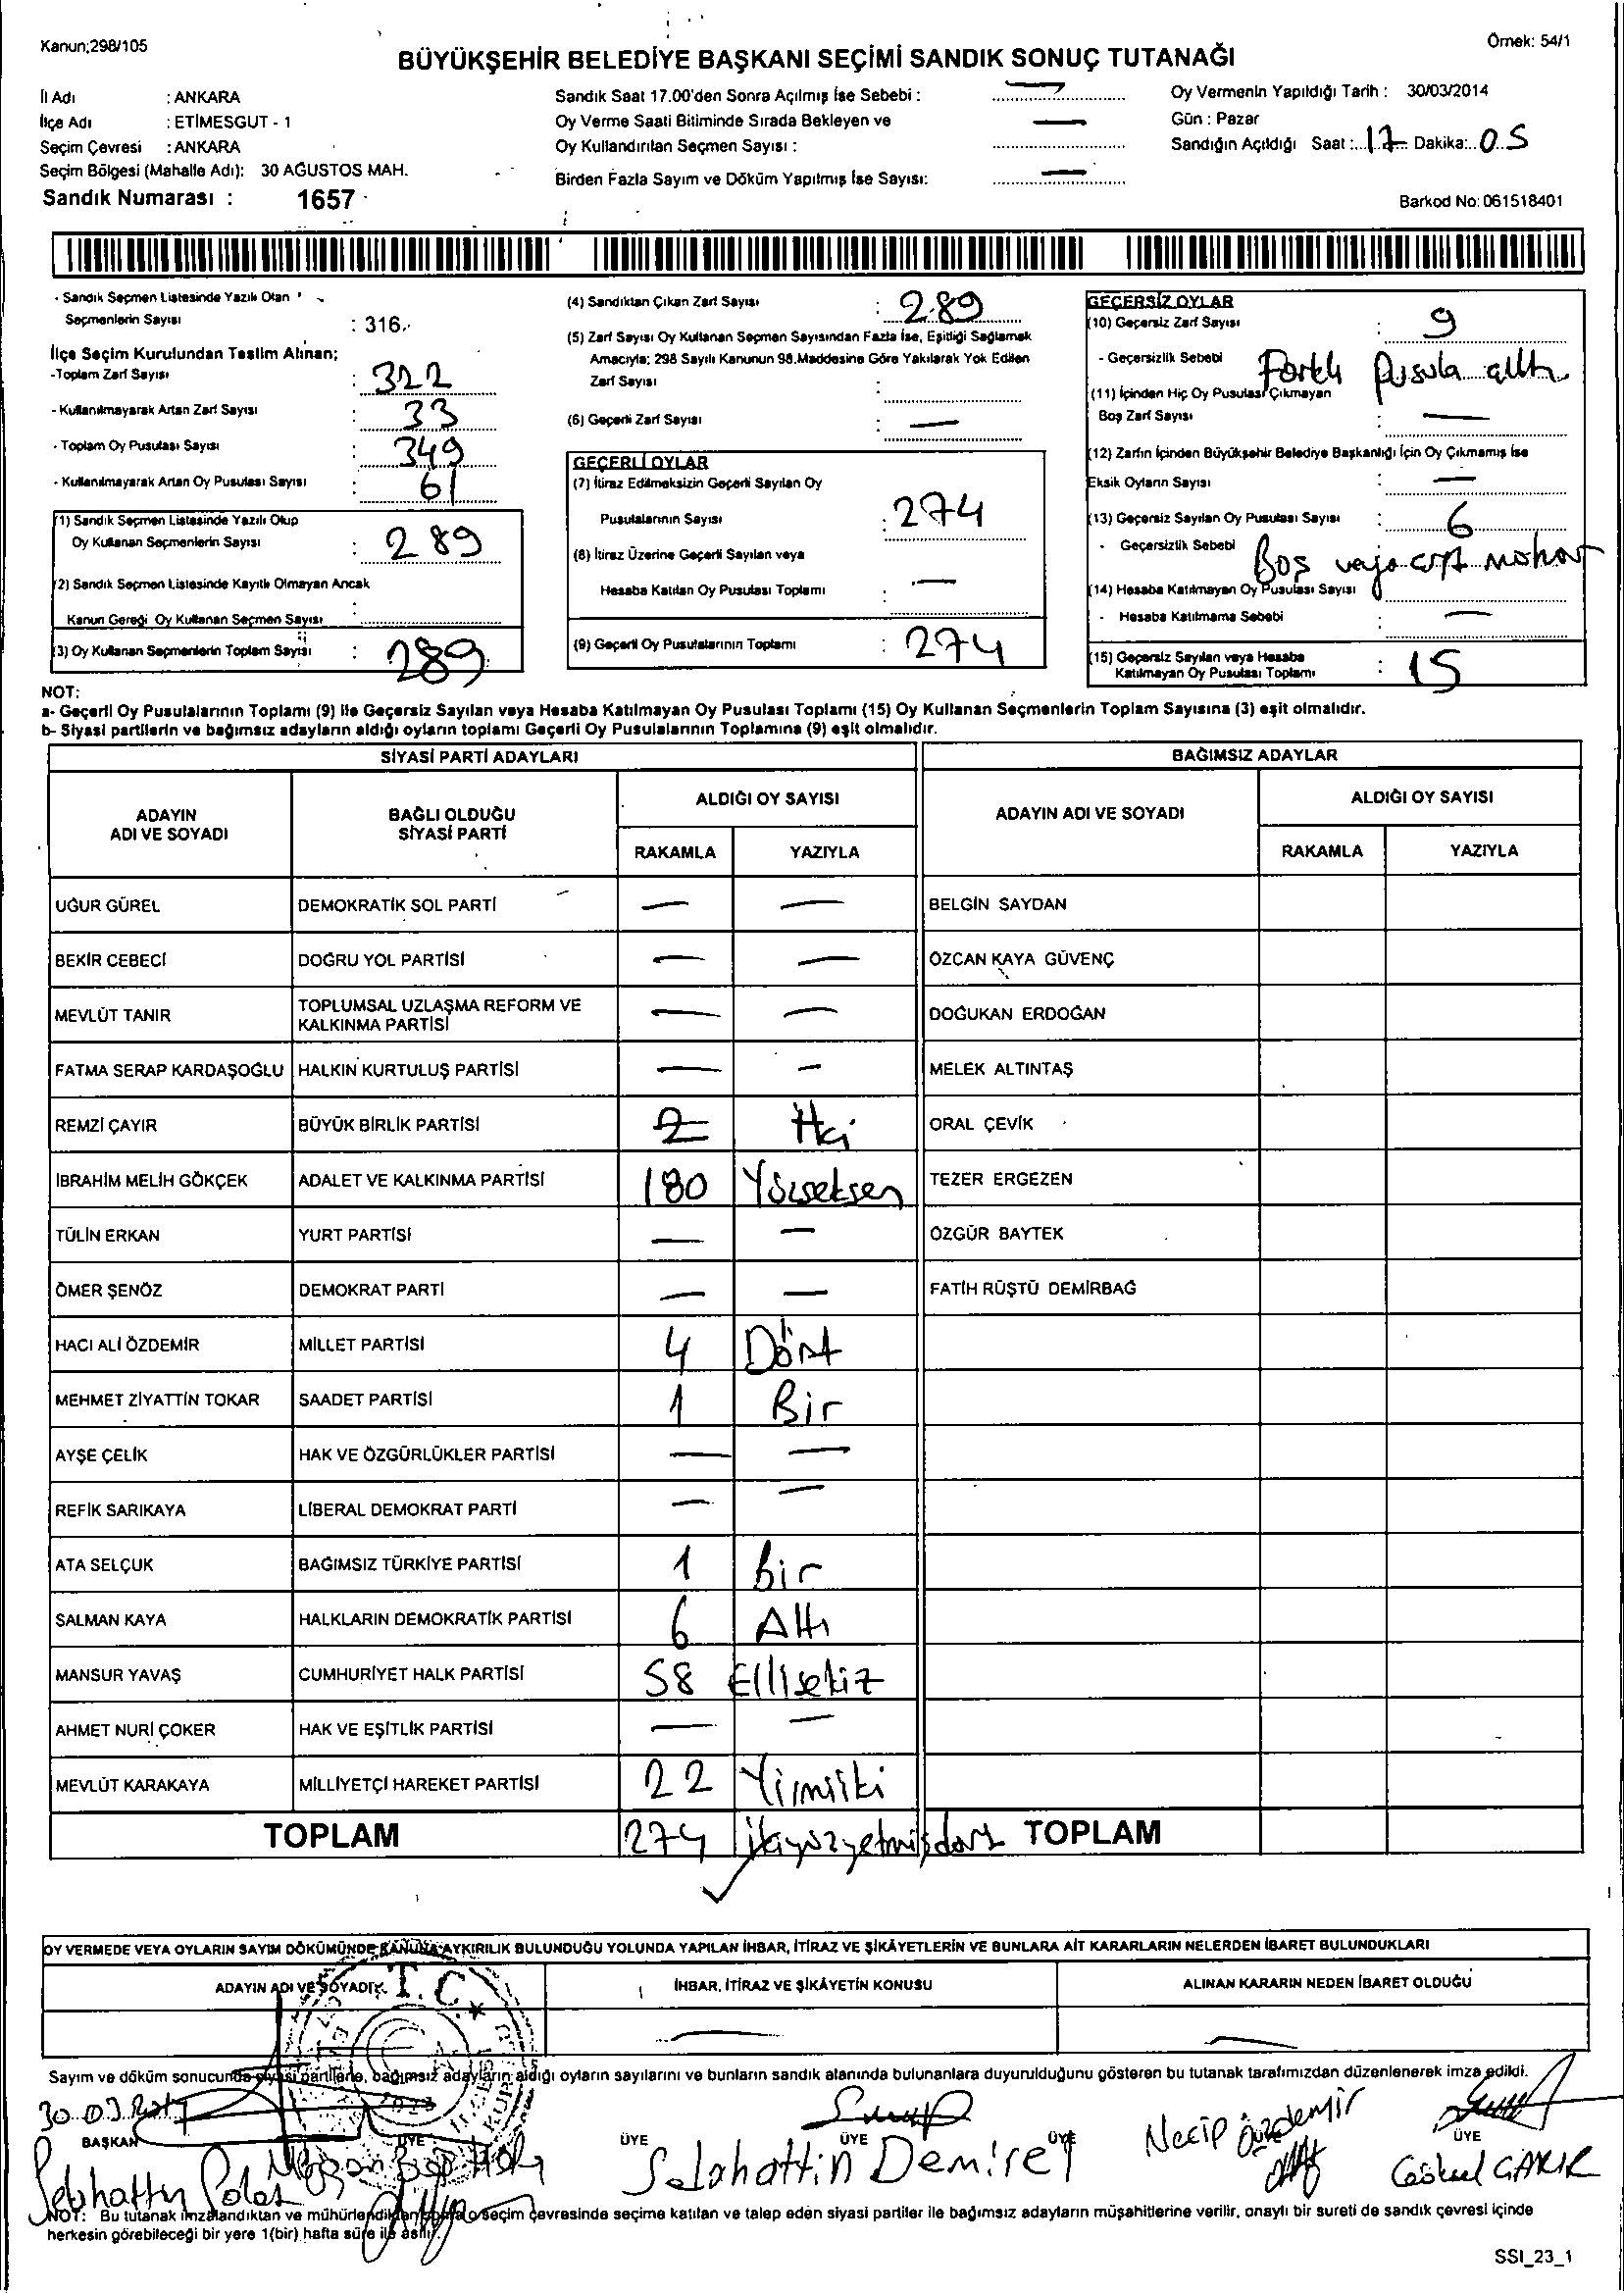 Kanun;298/105
Örnek: 54/1
BÜYÜKŞEHİR BELEDİYE BAŞKANI SEÇİMİ SANDIK SONUÇ TUTANAĞI
İl Adı : ANKARA
İlçe Adı : ETİMESGUT - 1
Seçim Çevresi : ANKARA
Seçim Bölgesi (Mahalle Adı): 30 AĞUSTOS MAH.
Sandık Numarası : 1657
Sandık Saat 17.00'den Sonra Açılmış İse Sebebi :
Oy Verme Saati Bitiminde Sırada Bekleyen ve
Oy Kullandırılan Seçmen Sayısı :
Birden Fazla Sayım ve Döküm Yapılmış İse Sayısı:
Oy Vermenin Yapıldığı Tarih : 30/03/2014
Gün : Pazar
Sandığın Açıldığı Saat : 17 Dakika: 05
Barkod No: 061518401
- Sandık Seçmen Listesinde Yazılı Olan
Seçmenlerin Sayısı : 316
İlçe Seçim Kurulundan Teslim Alınan;
-Toplam Zarf Sayısı : 322
- Kullanılmayarak Artan Zarf Sayısı : 33
- Toplam Oy Pusulası Sayısı : 349
- Kullanılmayarak Artan Oy Pusulası Sayısı : 61
(1) Sandık Seçmen Listesinde Yazılı Olup
Oy Kullanan Seçmenlerin Sayısı : 289
(2) Sandık Seçmen Listesinde Kayıtlı Olmayan Ancak
Kanun Gereği Oy Kullanan Seçmen Sayısı :
(3) Oy Kullanan Seçmenlerin Toplam Sayısı : 289
(4) Sandıktan Çıkan Zarf Sayısı : 289
(5) Zarf Sayısı Oy Kullanan Seçmen Sayısından Fazla İse, Eşitliği Sağlamak
Amacıyla; 298 Sayılı Kanunun 98.Maddesine Göre Yakılarak Yok Edilen
Zarf Sayısı :
(6) Geçerli Zarf Sayısı : —
GEÇERLİ OYLAR
(7) İtiraz Edilmeksizin Geçerli Sayılan Oy
Pusulalarının Sayısı : 274
(8) İtiraz Üzerine Geçerli Sayılan veya
Hesaba Katılan Oy Pusulası Toplamı : —
(9) Geçerli Oy Pusulalarının Toplamı : 274
GEÇERSİZ OYLAR
(10) Geçersiz Zarf Sayısı : 9
- Geçersizlik Sebebi Farklı pusula
(11) İçinden Hiç Oy Pusulası Çıkmayan
Boş Zarf Sayısı : —
(12) Zarfın İçinden Büyükşehir Belediye Başkanlığı İçin Oy Çıkmamış İse
Eksik Oyların Sayısı : —
(13) Geçersiz Sayılan Oy Pusulası Sayısı : 6
- Geçersizlik Sebebi Boş veya
(14) Hesaba Katılmayan Oy Pusulası Sayısı
- Hesaba Katılmama Sebebi : —
(15) Geçersiz Sayılan veya Hesaba
Katılmayan Oy Pusulası Toplamı : 15
NOT:
a- Geçerli Oy Pusulalarının Toplamı (9) ile Geçersiz Sayılan veya Hesaba Katılmayan Oy Pusulası Toplamı (15) Oy Kullanan Seçmenlerin Toplam Sayısına (3) eşit olmalıdır.
b- Siyasi partilerin ve bağımsız adayların aldığı oyların toplamı Geçerli Oy Pusulalarının Toplamına (9) eşit olmalıdır.
SİYASİ PARTİ ADAYLARI
BAĞIMSIZ ADAYLAR
ADAYIN ADI VE SOYADI
BAĞLI OLDUĞU SİYASİ PARTİ
ALDIĞI OY SAYISI
RAKAMLA YAZIYLA
ADAYIN ADI VE SOYADI
ALDIĞI OY SAYISI
RAKAMLA YAZIYLA
UĞUR GÜREL DEMOKRATİK SOL PARTİ — — BELGİN SAYDAN
BEKİR CEBECİ DOĞRU YOL PARTİSİ — — ÖZCAN KAYA GÜVENÇ
MEVLÜT TANIR TOPLUMSAL UZLAŞMA REFORM VE KALKINMA PARTİSİ — — DOĞUKAN ERDOĞAN
FATMA SERAP KARDAŞOĞLU HALKIN KURTULUŞ PARTİSİ — — MELEK ALTINTAŞ
REMZİ ÇAYIR BÜYÜK BİRLİK PARTİSİ 2 İki ORAL ÇEVİK
İBRAHİM MELİH GÖKÇEK ADALET VE KALKINMA PARTİSİ 180 Yüzseksen TEZER ERGEZEN
TÜLİN ERKAN YURT PARTİSİ — — ÖZGÜR BAYTEK
ÖMER ŞENÖZ DEMOKRAT PARTİ — — FATİH RÜŞTÜ DEMİRBAĞ
HACI ALİ ÖZDEMİR MİLLET PARTİSİ 4 Dört
MEHMET ZİYATTİN TOKAR SAADET PARTİSİ 1 Bir
AYŞE ÇELİK HAK VE ÖZGÜRLÜKLER PARTİSİ — —
REFİK SARIKAYA LİBERAL DEMOKRAT PARTİ — —
ATA SELÇUK BAĞIMSIZ TÜRKİYE PARTİSİ 1 Bir
SALMAN KAYA HALKLARIN DEMOKRATİK PARTİSİ 6 Altı
MANSUR YAVAŞ CUMHURİYET HALK PARTİSİ 58 Ellisekiz
AHMET NURİ ÇOKER HAK VE EŞİTLİK PARTİSİ — —
MEVLÜT KARAKAYA MİLLİYETÇİ HAREKET PARTİSİ 22 Yirmiiki
TOPLAM 274 ikiyüzyetmişdört TOPLAM
OY VERMEDE VEYA OYLARIN SAYIM DÖKÜMÜNDE KANUNA AYKIRILIK BULUNDUĞU YOLUNDA YAPILAN İHBAR, İTİRAZ VE ŞİKÂYETLERİN VE BUNLARA AİT KARARLARIN NELERDEN İBARET BULUNDUKLARI
ADAYIN ADI VE SOYADI İHBAR, İTİRAZ VE ŞİKÂYETİN KONUSU ALINAN KARARIN NEDEN İBARET OLDUĞU
T.C.
Sayım ve döküm sonucunda siyasi partilerle, bağımsız adayların aldığı oyların sayılarını ve bunların sandık alanında bulunanlara duyurulduğunu gösteren bu tutanak tarafımızdan düzenlenerek imza edildi.
30.03.2014
BAŞKAN ÜYE ÜYE ÜYE ÜYE ÜYE
Sebahattin Polat Selahattin Demirel Necip Özdemir Göksel ÇAKIR
NOT: Bu tutanak imzalandıktan ve mühürlendikten sonra o seçim çevresinde seçime katılan ve talep eden siyasi partiler ile bağımsız adayların müşahitlerine verilir, onaylı bir sureti de sandık çevresi içinde
herkesin görebileceği bir yere 1(bir) hafta süre ile asılır.
SSI_23_1